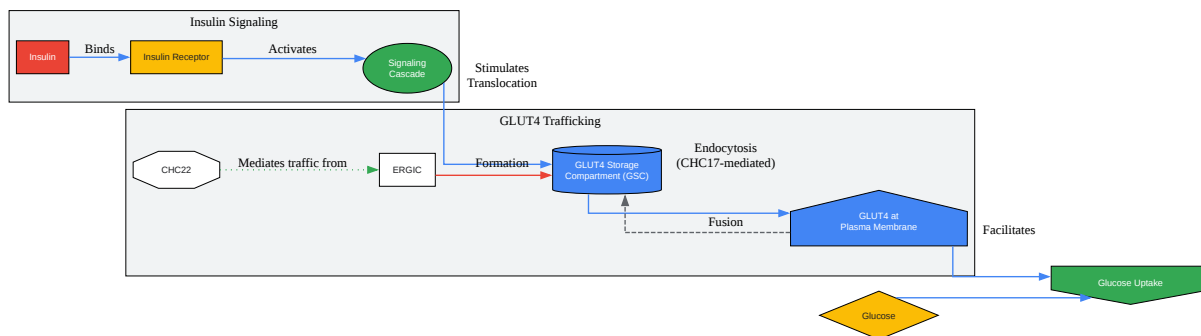 Insulin Signaling
Insulin
Binds
Insulin Receptor
Activates
Signaling
Cascade
Stimulates
Translocation
GLUT4 Trafficking
CHC22
Mediates traffic from
ERGIC
Formation
GLUT4 Storage
Compartment (GSC)
Endocytosis
(CHC17-mediated)
Fusion
GLUT4 at
Plasma Membrane
Facilitates
Glucose Uptake
Glucose